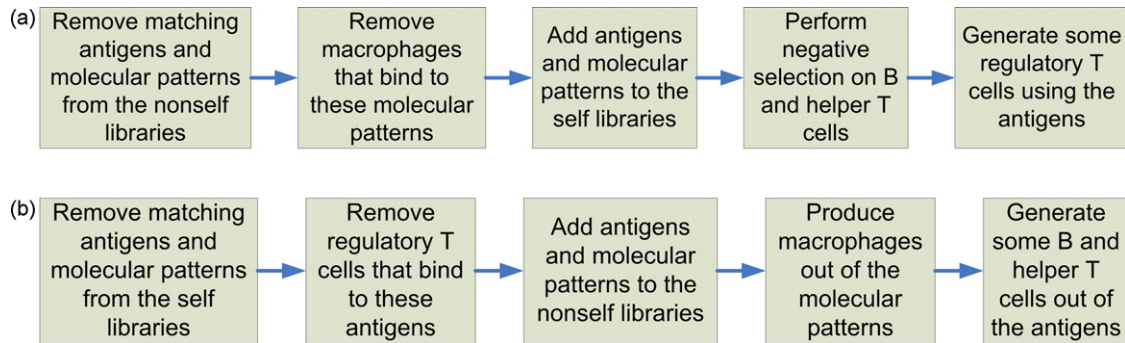 (a)
Remove matching
antigens and
molecular patterns
from the nonself
libraries
Remove
macrophages
that bind to
these molecular
patterns
Add antigens
and molecular
patterns to the
self libraries
Perform
negative
selection on B
and helper T
cells
Generate some
regulatory T
cells using the
antigens
(b)
Remove matching
antigens and
molecular patterns
from the self
libraries
Remove
regulatory T
cells that bind
to these
antigens
Add antigens
and molecular
patterns to the
nonself libraries
Produce
macrophages
out of the
molecular
patterns
Generate
some B and
helper T
cells out of
the antigens